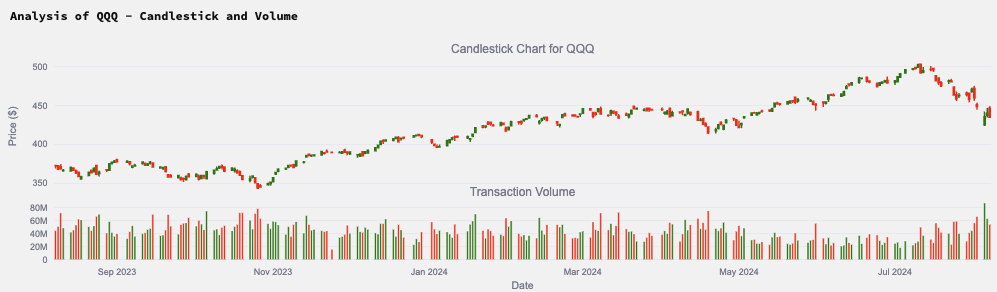 Analysis of QQQ - Candlestick and Volume
Candlestick Chart for QQQ
500
450
400
350
Price ($)
Transaction Volume
80M
60M
40M
20M
0
Sep 2023
Nov 2023
Jan 2024
Mar 2024
May 2024
Jul 2024
Date